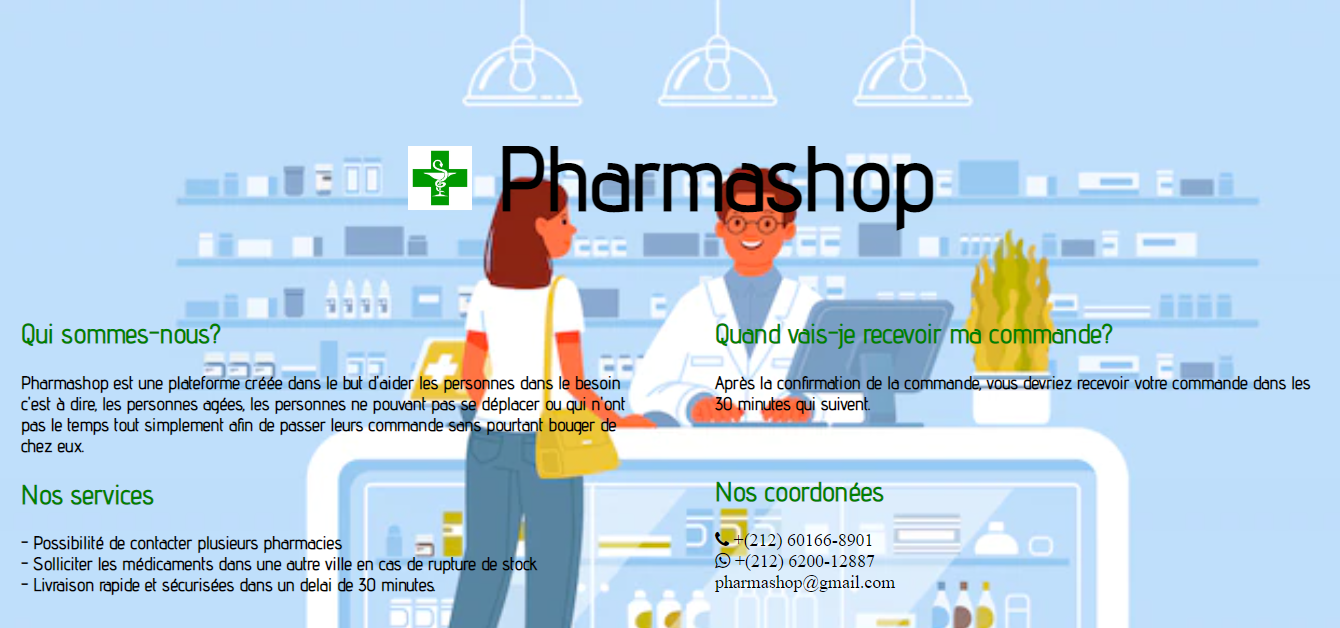 Pharmashop
Qui sommes-nous?
Pharmashop est une plateforme créée dans le but d'aider les personnes dans le besoin
c'est à dire, les personnes agées, les personnes ne pouvant pas se déplacer ou qui n'ont
pas le temps tout simplement afin de passer leurs commande sans pourtant bouger de
chez eux.
Nos services
- Possibilité de contacter plusieurs pharmacies
- Solliciter les médicaments dans une autre ville en cas de rupture de stock
- Livraison rapide et sécurisées dans un delai de 30 minutes.
Quand vais-je recevoir ma commande?
Après la confirmation de la commande, vous devriez recevoir votre commande dans les
30 minutes qui suivent.
Nos coordonées
+(212) 60166-8901
+(212) 6200-12887
pharmashop@gmail.com